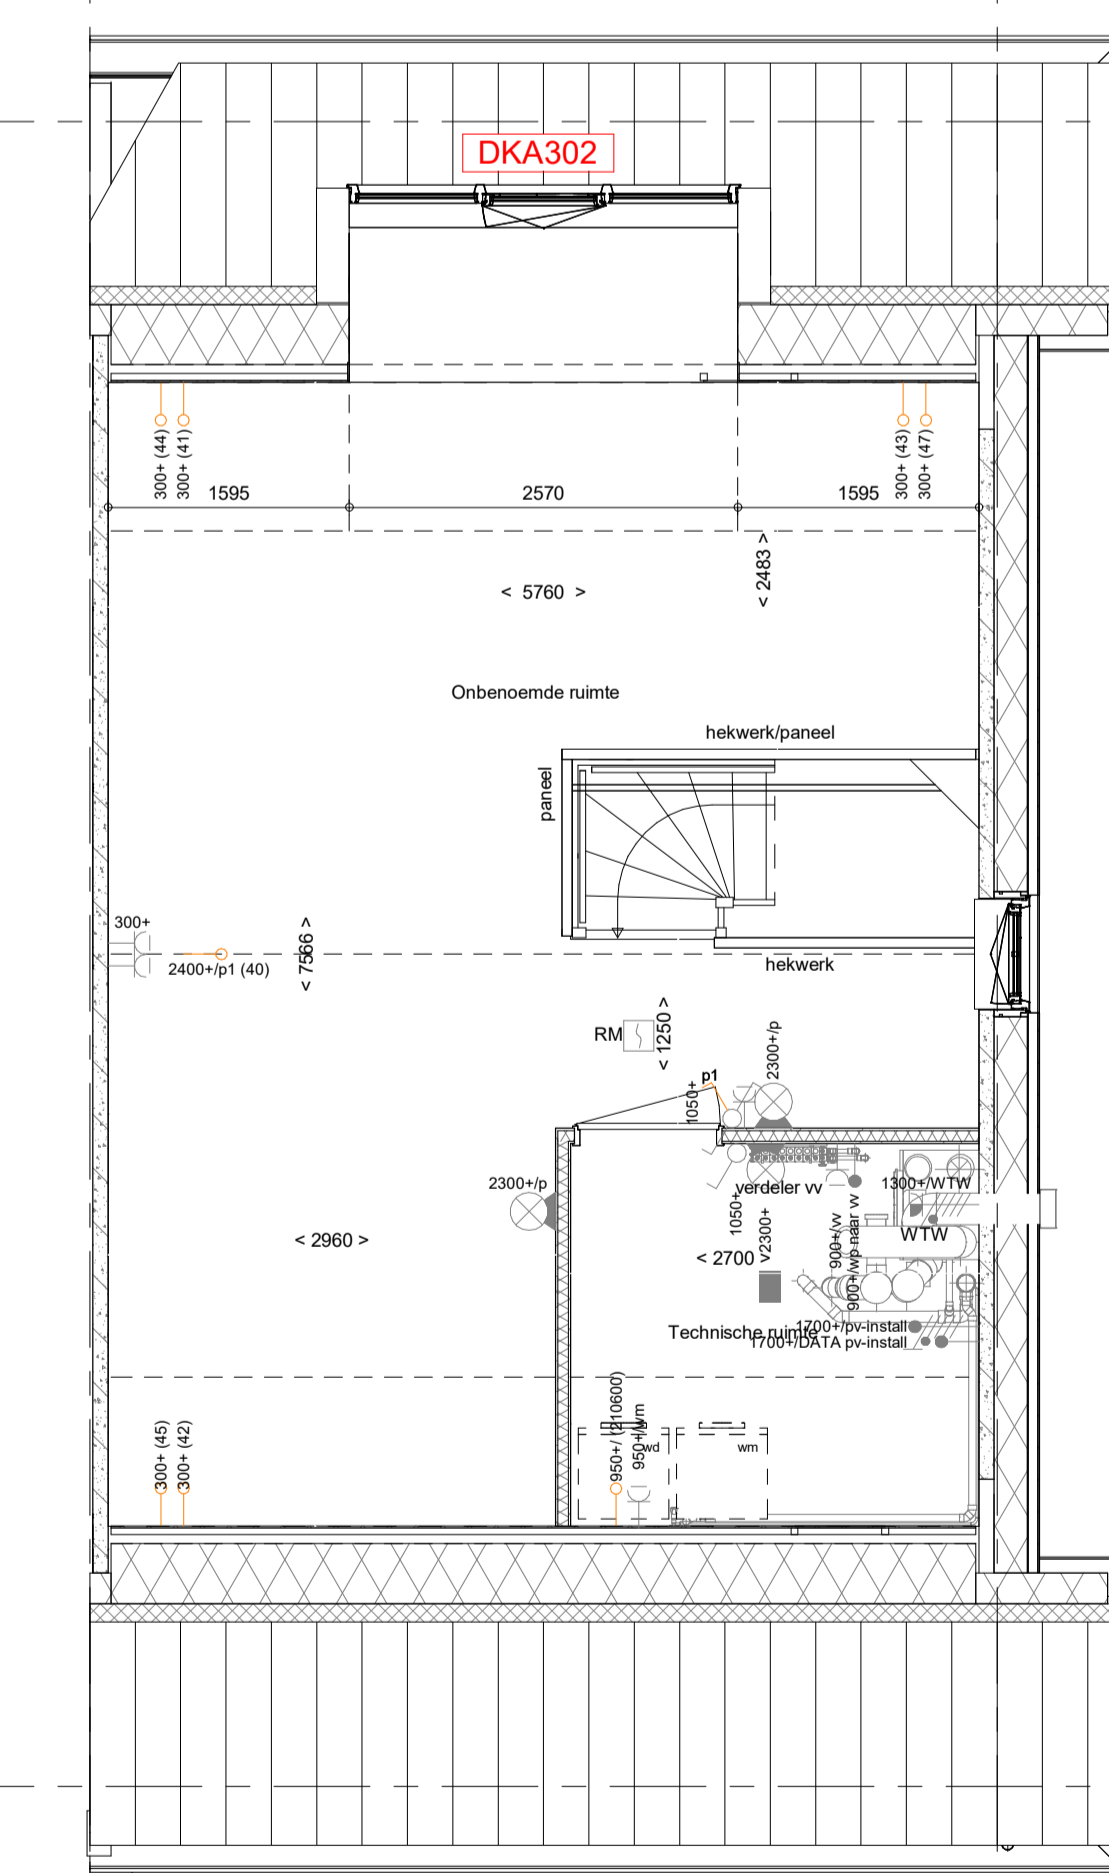 DKA302
300+ (44)
300+ (41)
300+ (43)
300+ (47)
1595
2570
1595
< 5760 >
< 2483 >
Onbenoemde ruimte
hekwerk/paneel
paneel
300+
2400+/p1 (40)
< 7566 >
hekwerk
RM
< 1250 >
2300+/p
p1
1050+
2300+/p
verdeler vv
1300+/WTW
1050+
2300+
900+/vv
900+/wp naar vv
WTW
< 2960 >
< 2700 >
1700+/pv-install
Technische ruimte
1700+/DATA pv-install
300+ (45)
300+ (42)
950+/ (210600)
950+/wm
wd
wm